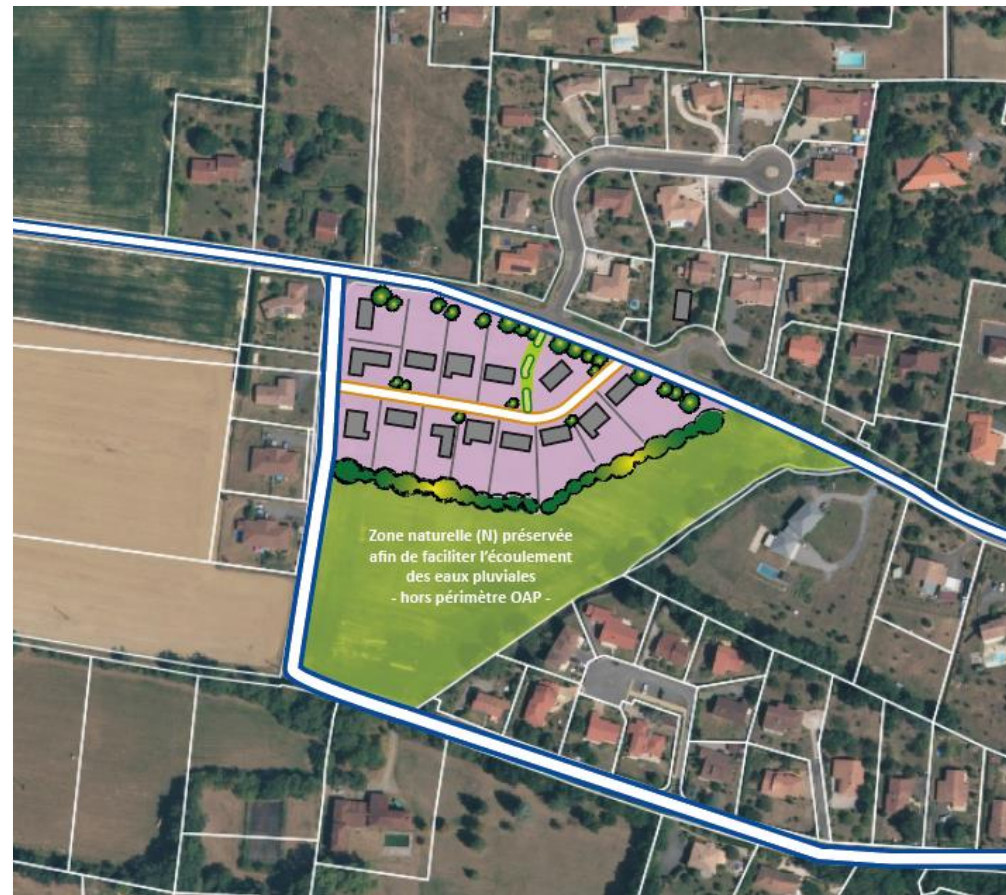 Zone naturelle (N) préservée
afin de faciliter l'écoulement
des eaux pluviales
- hors périmètre OAP -